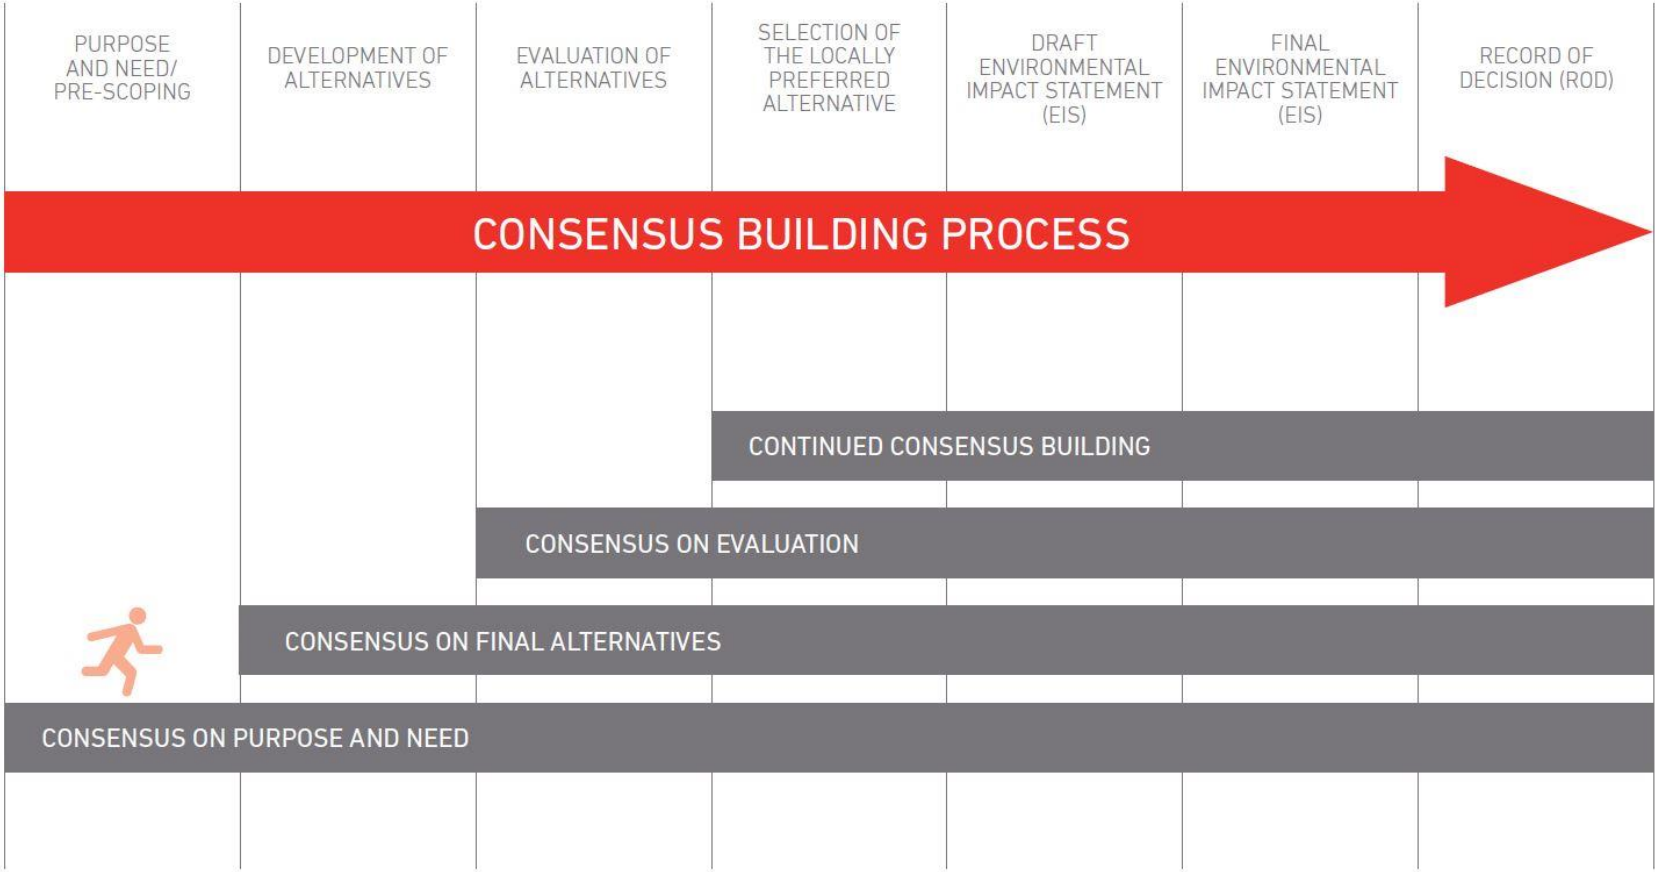 PURPOSE
AND NEED/
PRE-SCOPING
DEVELOPMENT OF
ALTERNATIVES
EVALUATION OF
ALTERNATIVES
SELECTION OF
THE LOCALLY
PREFERRED
ALTERNATIVE
DRAFT
ENVIRONMENTAL
IMPACT STATEMENT
(EIS)
FINAL
ENVIRONMENTAL
IMPACT STATEMENT
(EIS)
RECORD OF
DECISION (ROD)
CONSENSUS BUILDING PROCESS
CONTINUED CONSENSUS BUILDING
CONSENSUS ON EVALUATION
CONSENSUS ON FINAL ALTERNATIVES
CONSENSUS ON PURPOSE AND NEED